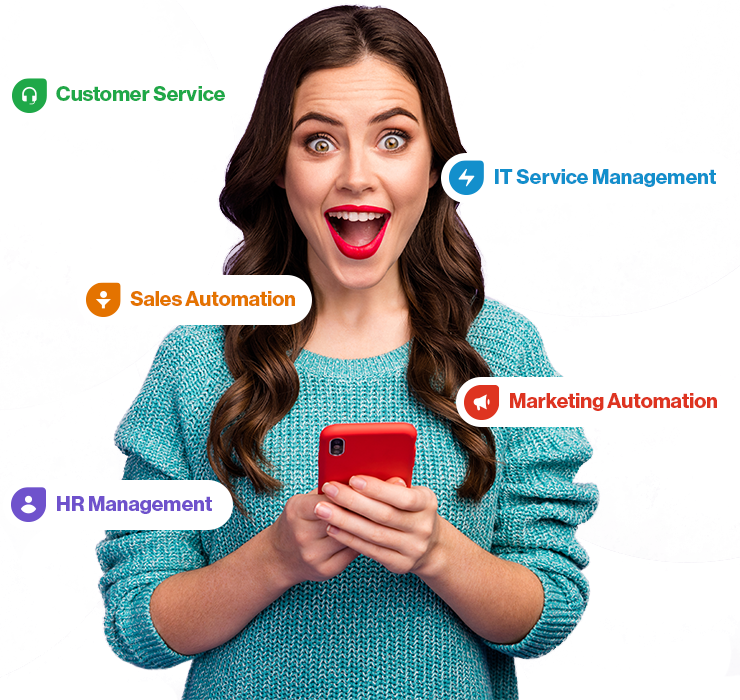 Customer Service
IT Service Management
Sales Automation
Marketing Automation
HR Management